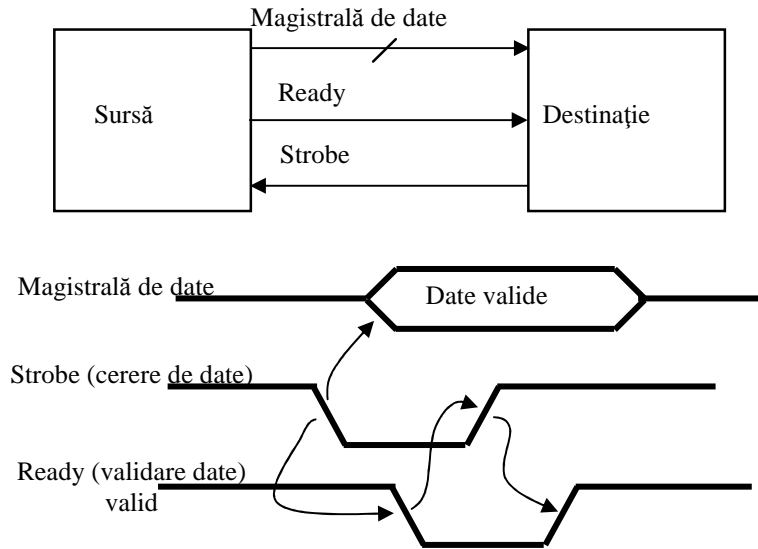 Magistrală de date
Sursă
Ready
Destinaţie
Strobe
Magistrală de date
Date valide
Strobe (cerere de date)
Ready (validare date)
valid